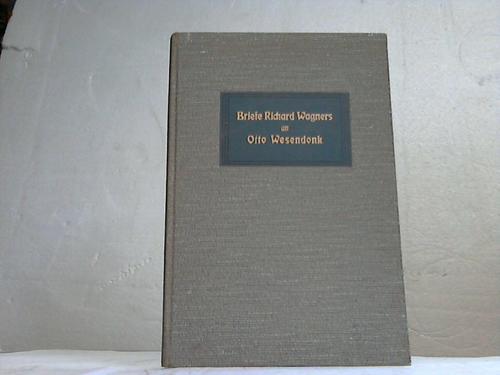 Briefe Richard Wagners
an
Otto Wesendonk